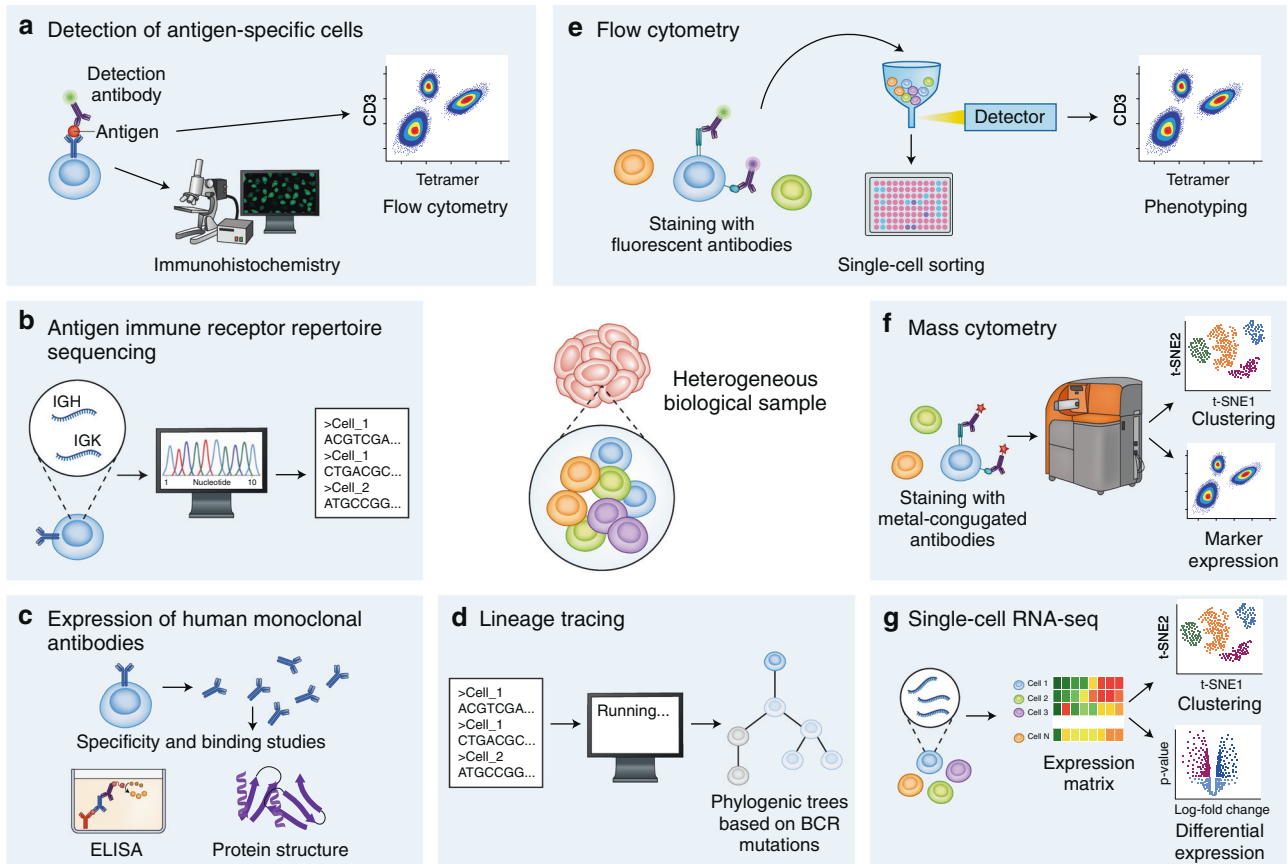 a Detection of antigen-specific cells
Detection
antibody
Antigen
CD3
Tetramer
Flow cytometry
Immunohistochemistry
e Flow cytometry
Detector
CD3
Tetramer
Phenotyping
Staining with
fluorescent antibodies
Single-cell sorting
b Antigen immune receptor repertoire
sequencing
IGH
IGK
1 Nucleotide 10
>Cell_1
ACGTCGA...
>Cell_1
CTGACGC...
>Cell_2
ATGCCGG...
Heterogeneous
biological sample
f Mass cytometry
t-SNE2
t-SNE1
Clustering
Staining with
metal-congugated
antibodies
Marker
expression
c Expression of human monoclonal
antibodies
Specificity and binding studies
ELISA
Protein structure
d Lineage tracing
>Cell_1
ACGTCGA...
>Cell_1
CTGACGC...
>Cell_2
ATGCCGG...
Running...
Phylogenic trees
based on BCR
mutations
g Single-cell RNA-seq
Cell 1
Cell 2
Cell 3
Cell N
Expression
matrix
t-SNE2
t-SNE1
Clustering
p-value
Log-fold change
Differential
expression